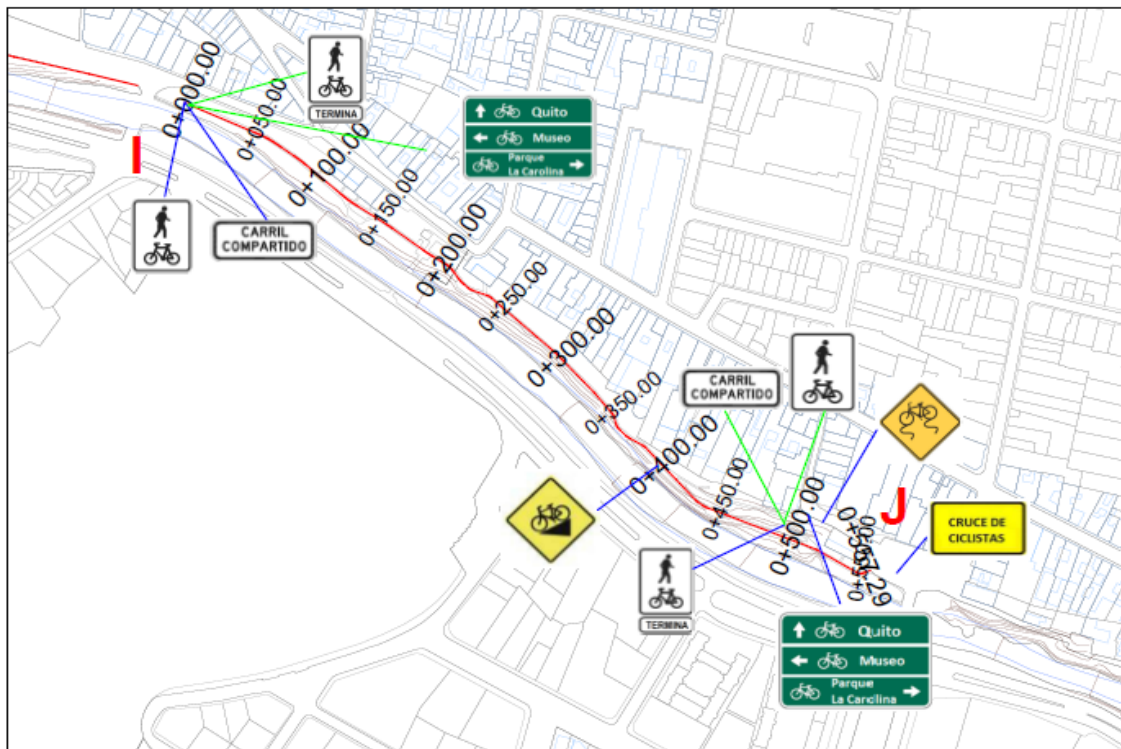 0+000.00
TERMINA
0+050.00
↑ Quito
← Museo
Parque
La Carolina →
I
0+100.00
0+150.00
CARRIL
COMPARTIDO
0+200.00
0+250.00
0+300.00
CARRIL
COMPARTIDO
0+350.00
0+400.00
0+450.00
0+500.00
J
CRUCE DE
CICLISTAS
TERMINA
↑ Quito
← Museo
Parque
La Carolina →